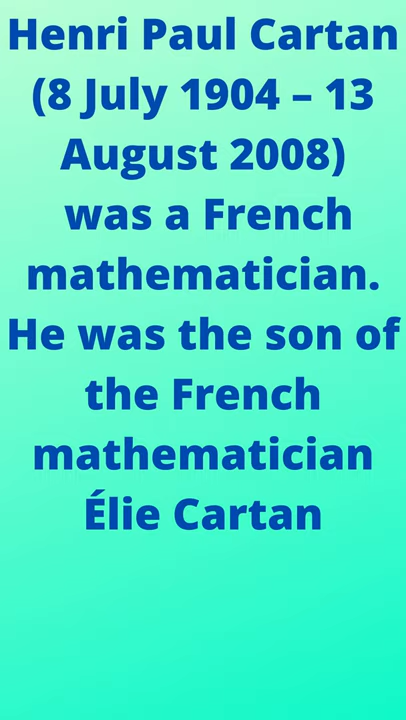 Henri Paul Cartan
(8 July 1904 – 13
August 2008)
was a French
mathematician.
He was the son of
the French
mathematician
Élie Cartan